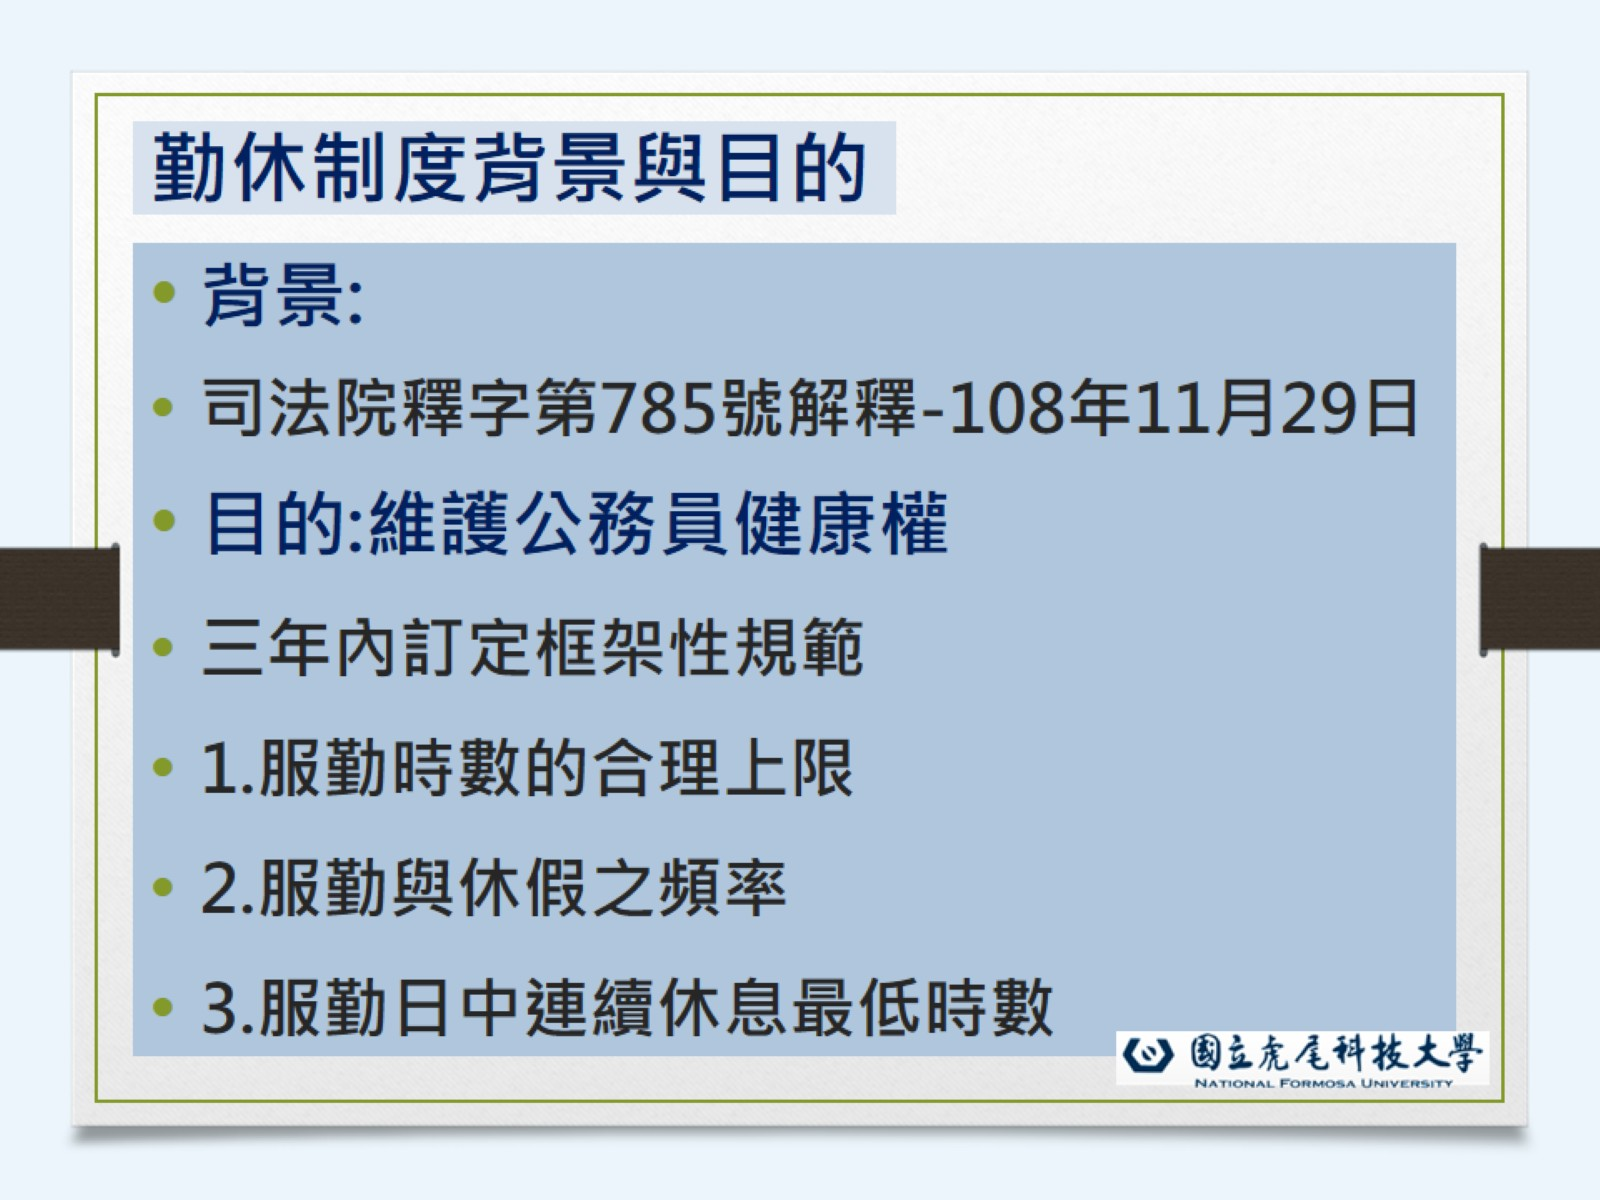 勤休制度背景與目的
背景:
司法院釋字第785號解釋-108年11月29日
目的:維護公務員健康權
三年內訂定框架性規範
1.服勤時數的合理上限
2.服勤與休假之頻率
3.服勤日中連續休息最低時數
國立虎尾科技大學
NATIONAL FORMOSA UNIVERSITY